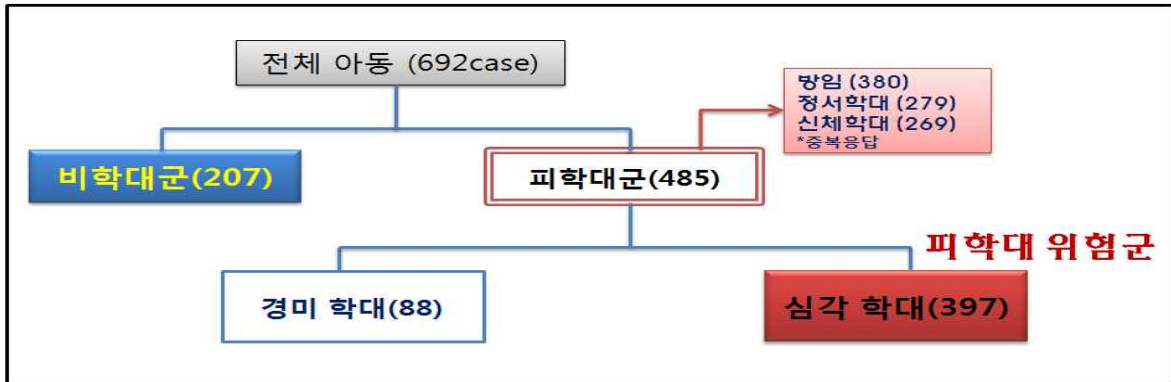 전체 아동 (692case)
방임 (380)
정서학대 (279)
신체학대 (269)
*중복응답
비학대군(207)
피학대군(485)
피학대 위험군
경미 학대(88)
심각 학대(397)